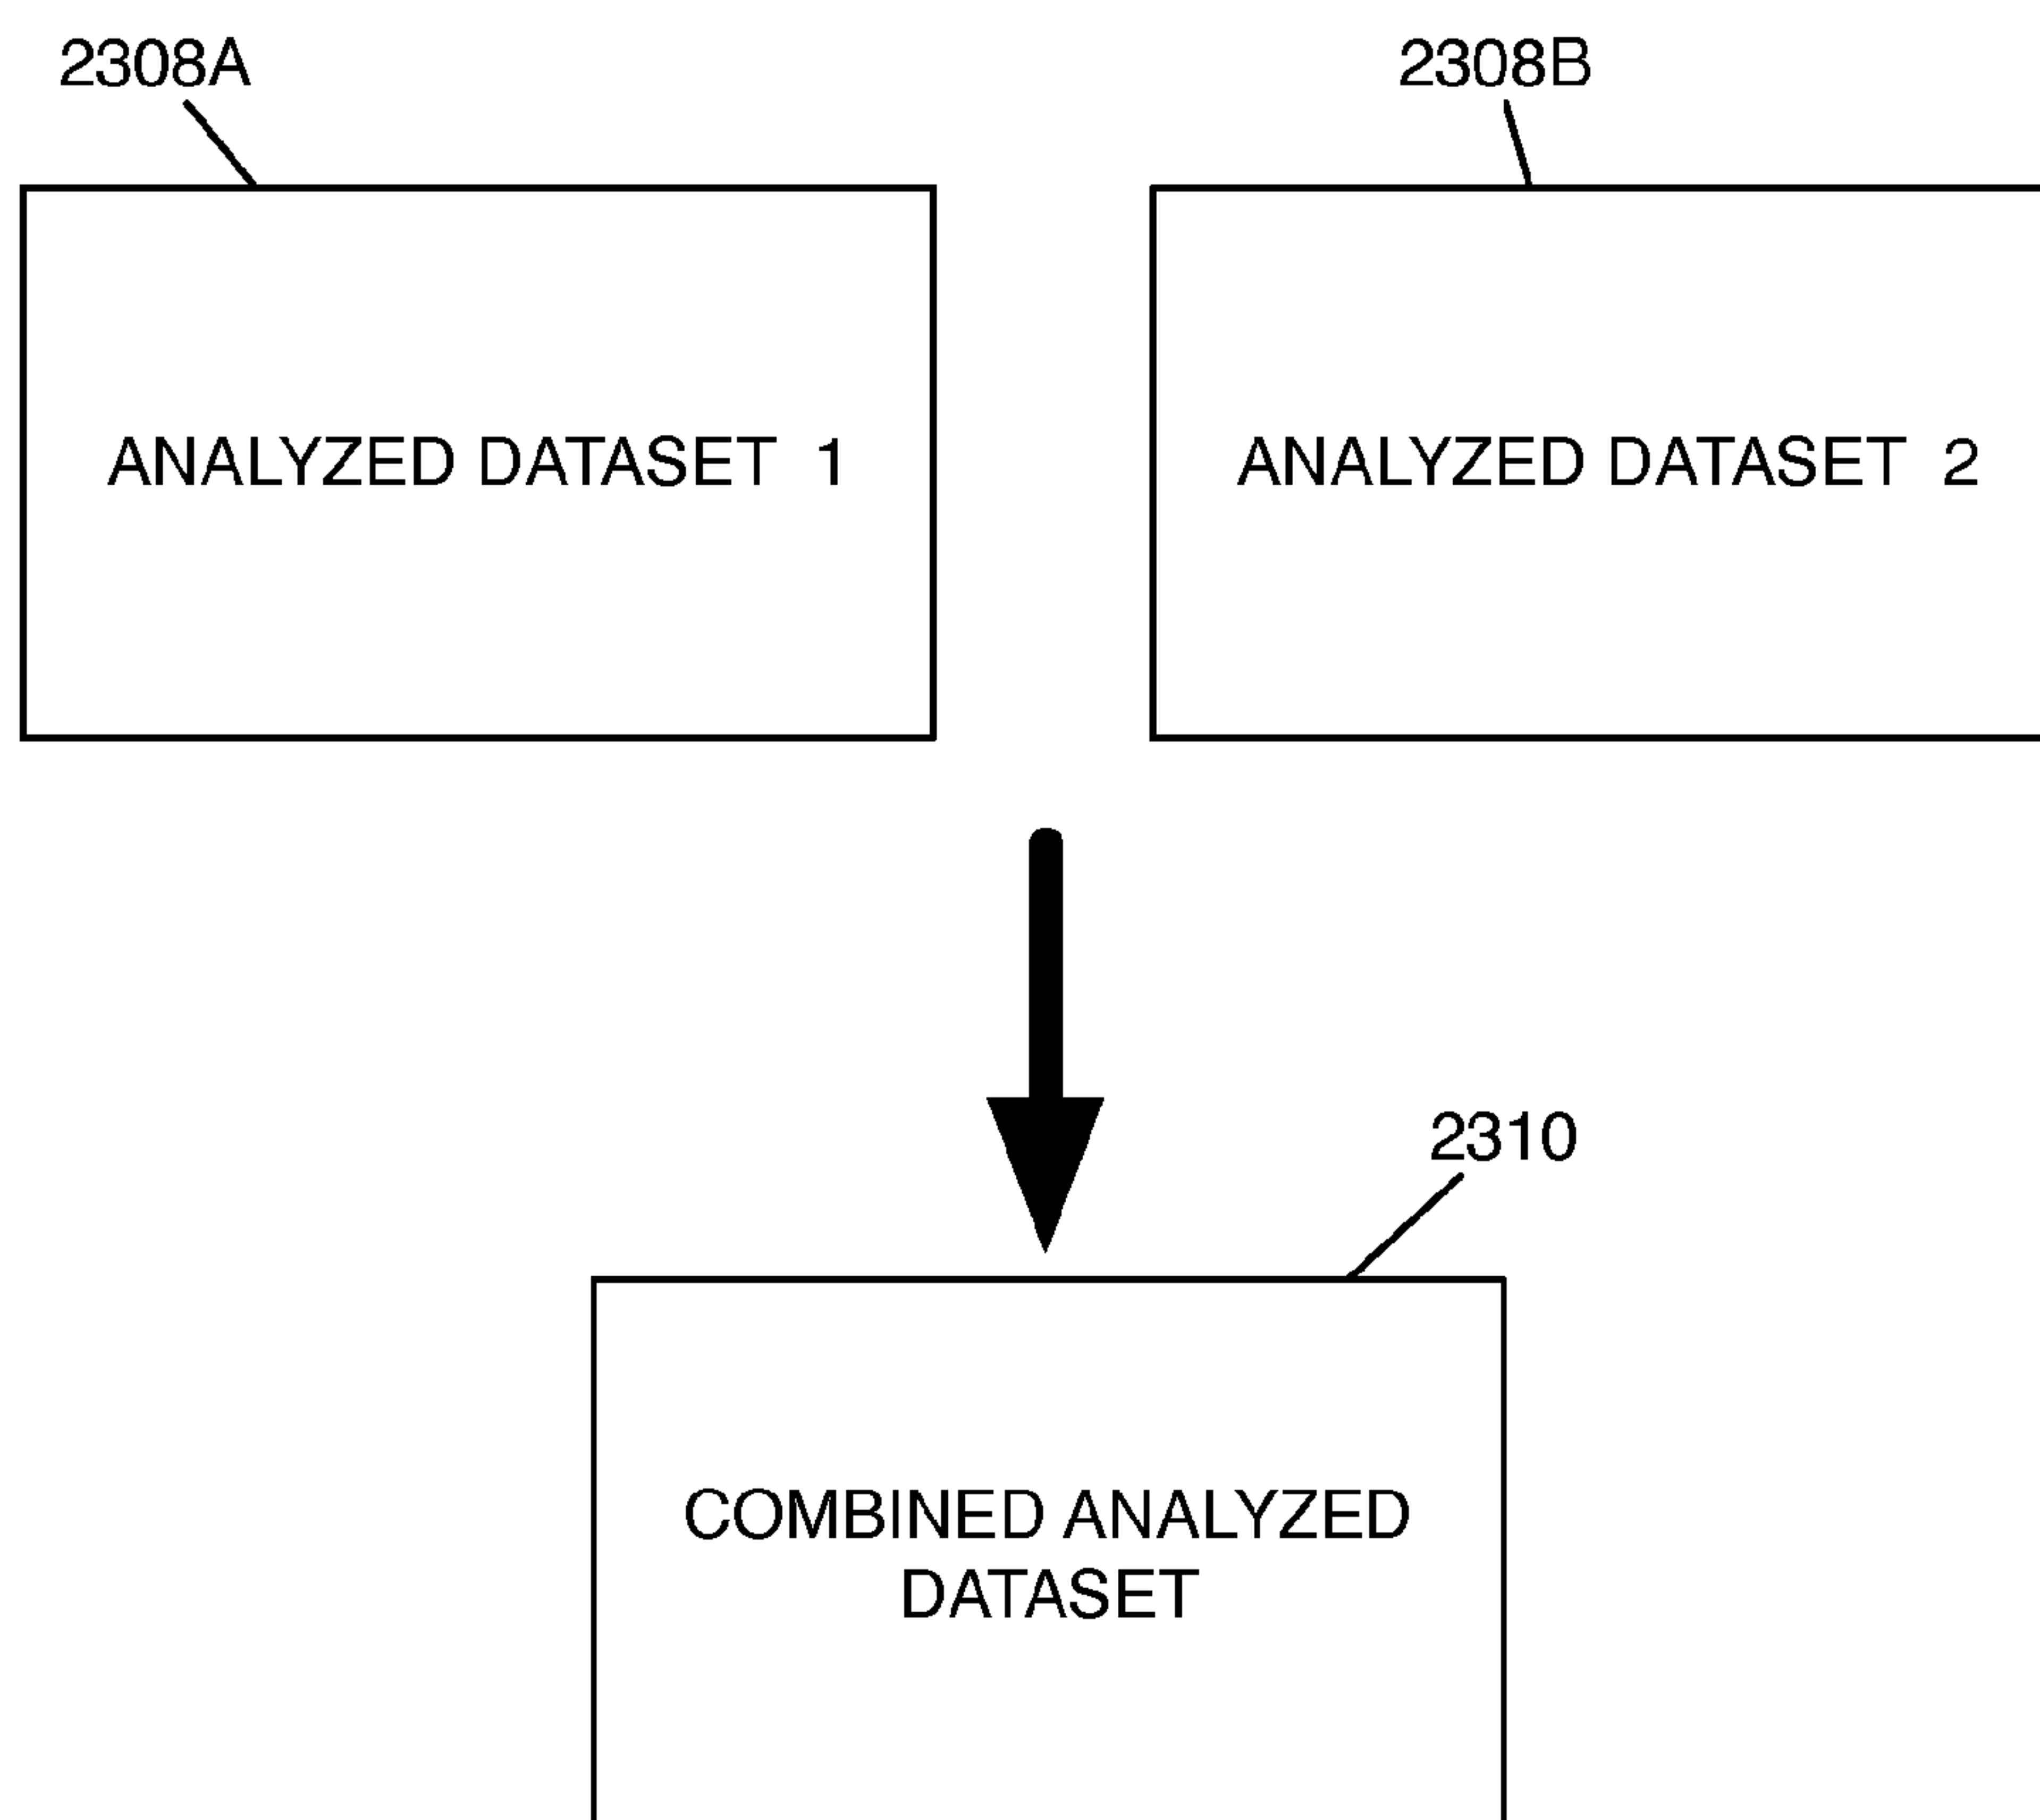 2308A
2308B
ANALYZED DATASET 1
ANALYZED DATASET 2
2310
COMBINED ANALYZED
DATASET